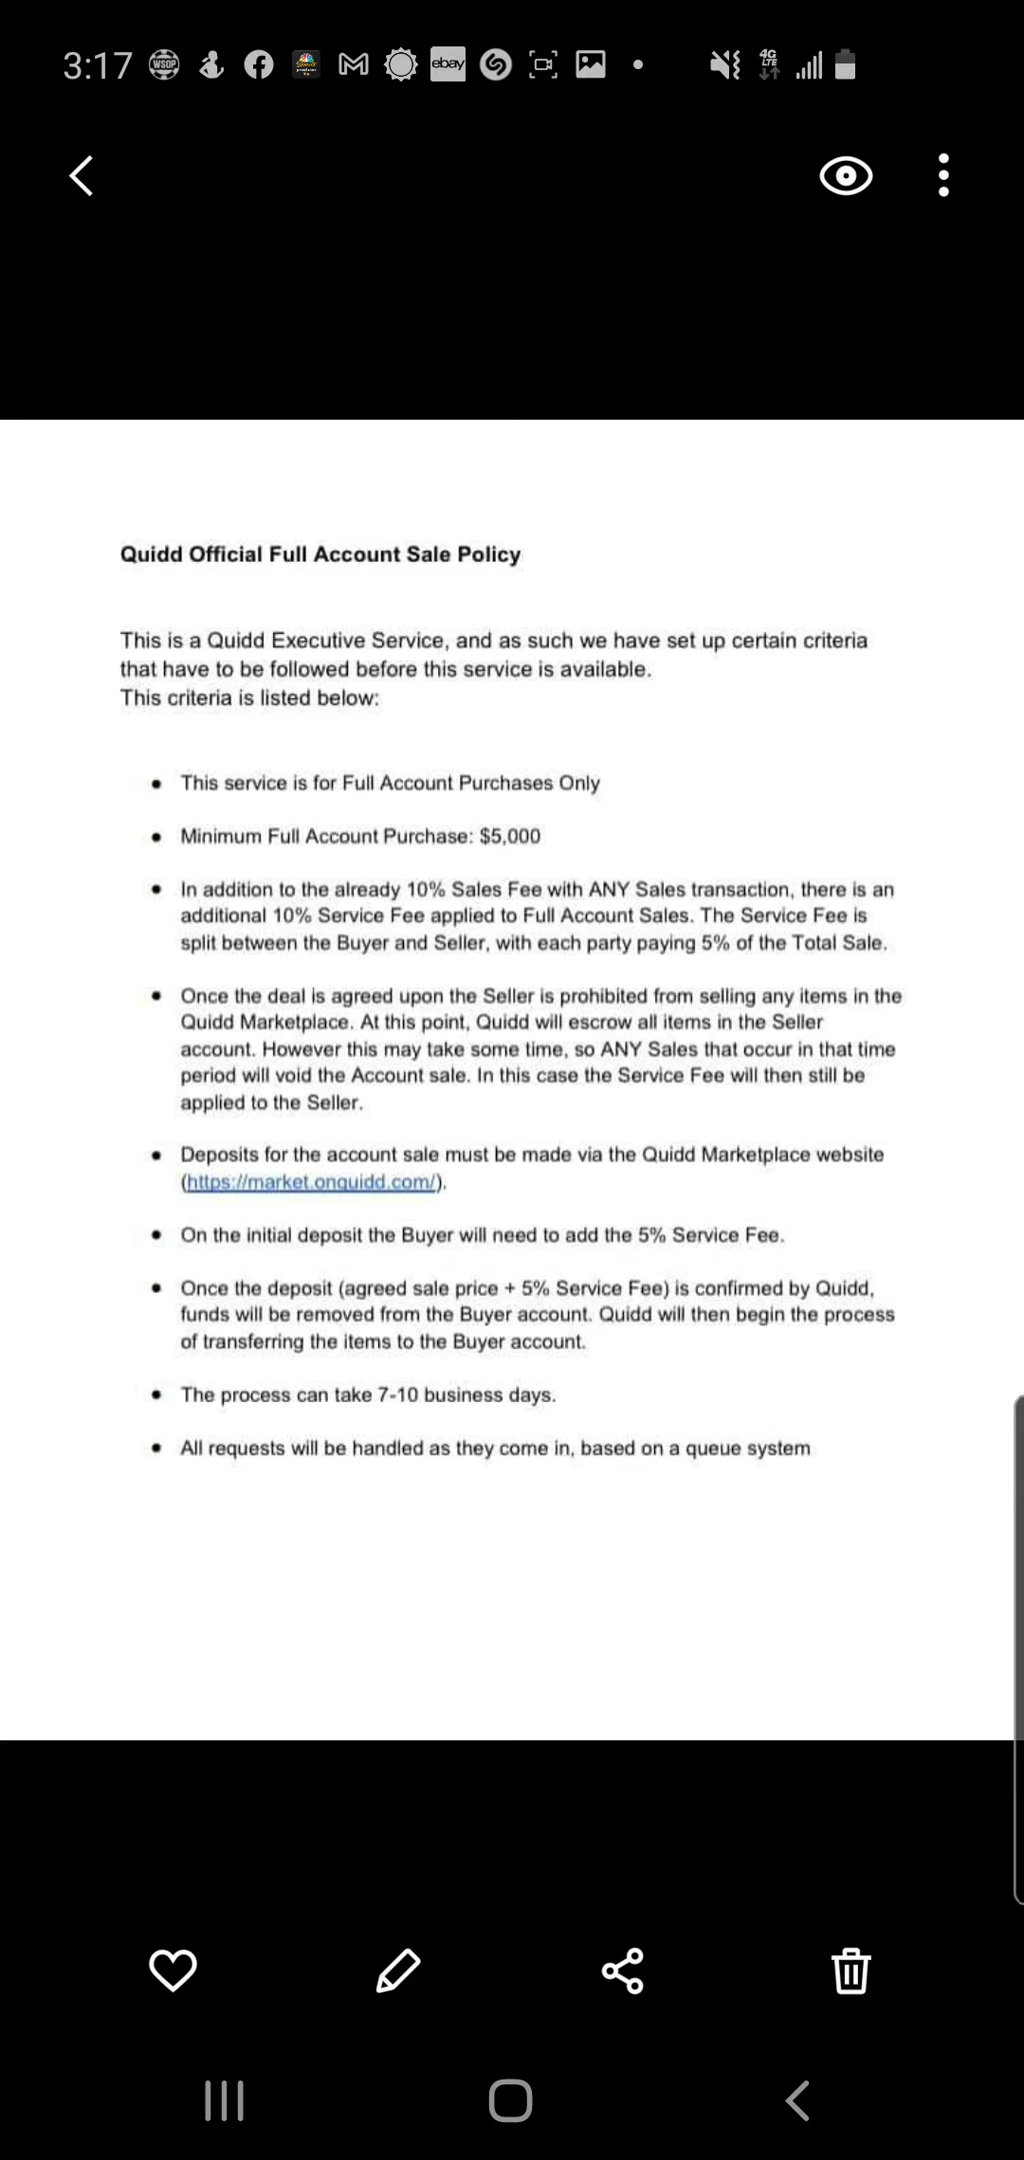 3:17
WSOP
ebay
4G
LTE
Quidd Official Full Account Sale Policy
This is a Quidd Executive Service, and as such we have set up certain criteria
that have to be followed before this service is available.
This criteria is listed below:
• This service is for Full Account Purchases Only
• Minimum Full Account Purchase: $5,000
• In addition to the already 10% Sales Fee with ANY Sales transaction, there is an
additional 10% Service Fee applied to Full Account Sales. The Service Fee is
split between the Buyer and Seller, with each party paying 5% of the Total Sale.
• Once the deal is agreed upon the Seller is prohibited from selling any items in the
Quidd Marketplace. At this point, Quidd will escrow all items in the Seller
account. However this may take some time, so ANY Sales that occur in that time
period will void the Account sale. In this case the Service Fee will then still be
applied to the Seller.
• Deposits for the account sale must be made via the Quidd Marketplace website
(https://market.onquidd.com/).
• On the initial deposit the Buyer will need to add the 5% Service Fee.
• Once the deposit (agreed sale price + 5% Service Fee) is confirmed by Quidd,
funds will be removed from the Buyer account. Quidd will then begin the process
of transferring the items to the Buyer account.
• The process can take 7-10 business days.
• All requests will be handled as they come in, based on a queue system